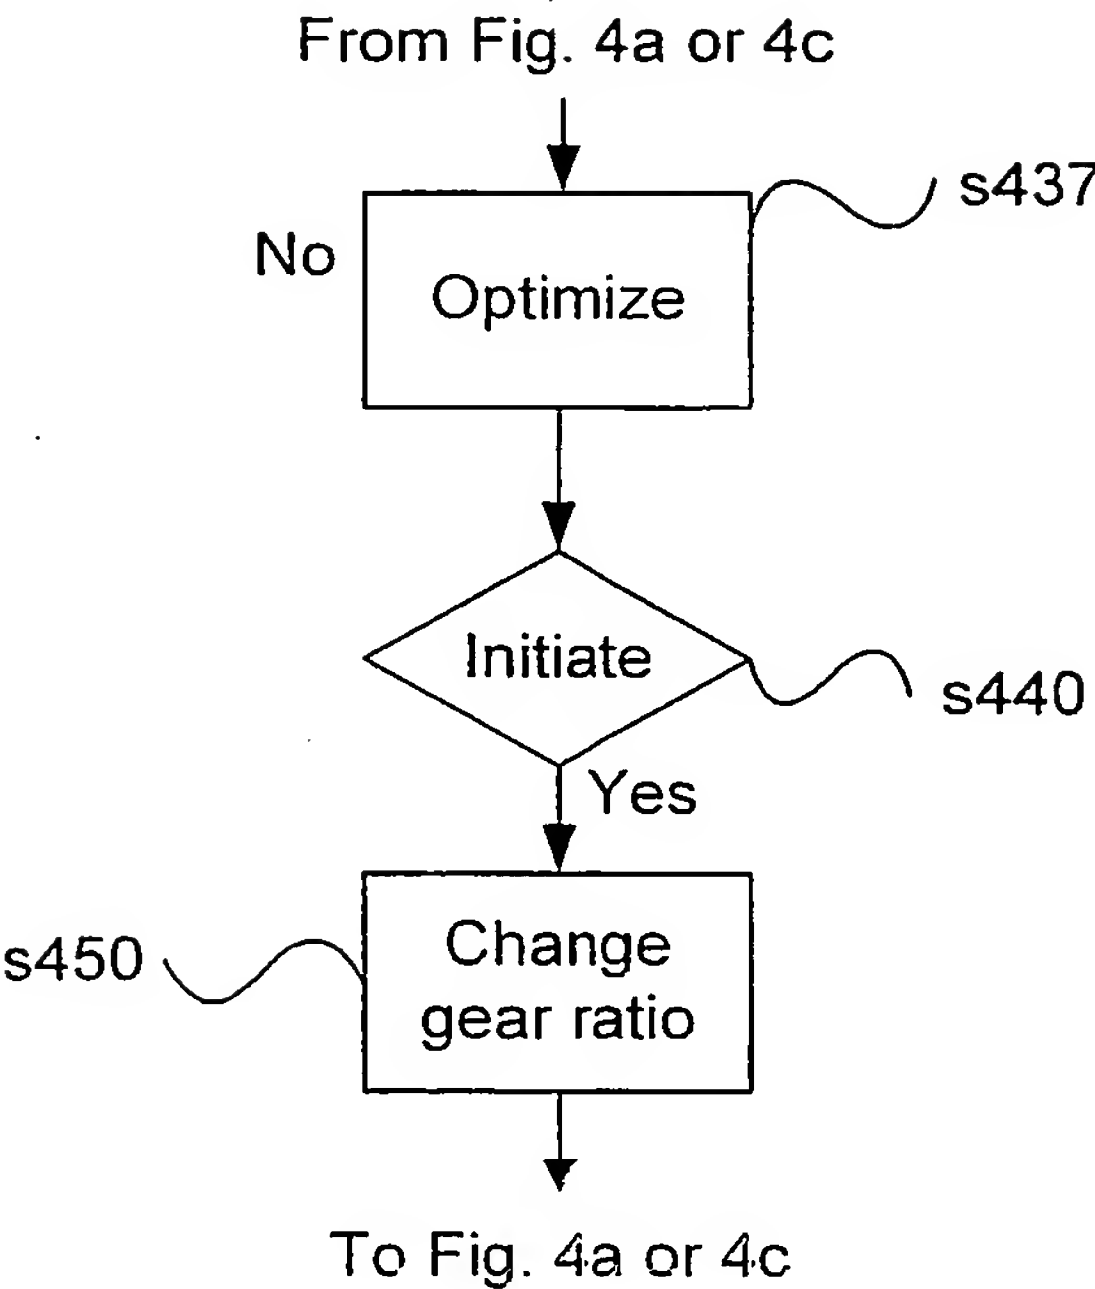 From Fig. 4a or 4c
s437
No
Optimize
Initiate
s440
Yes
s450
Change
gear ratio
To Fig. 4a or 4c